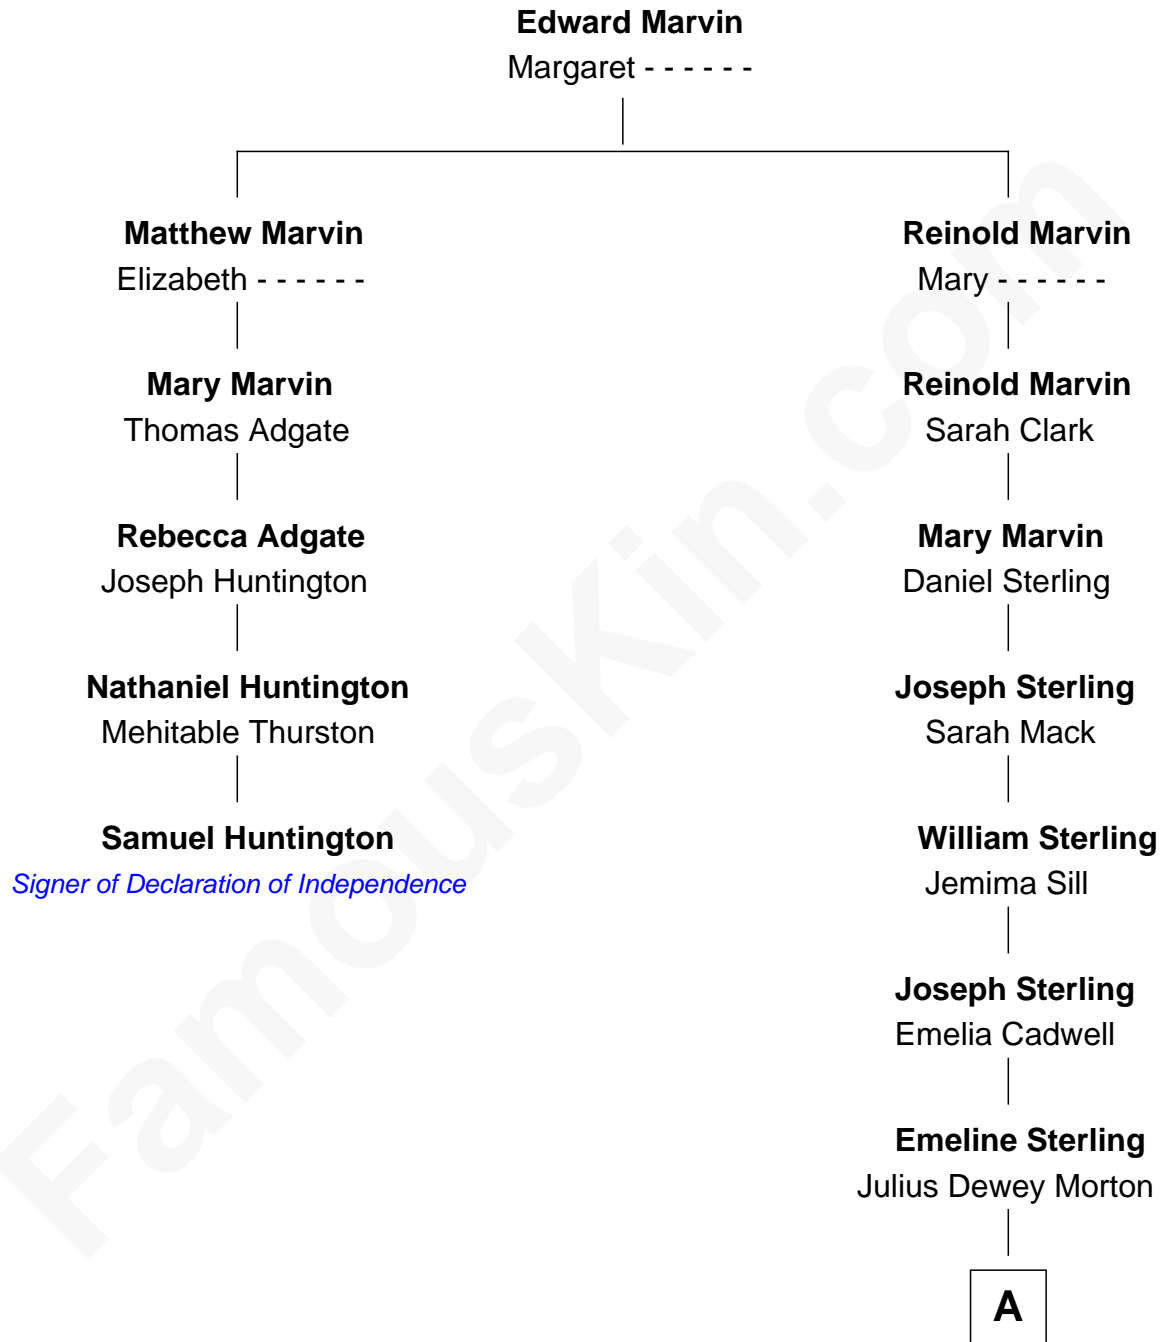 Edward Marvin
Margaret - - - - - -
Matthew Marvin
Elizabeth - - - - - -
Mary Marvin
Thomas Adgate
Rebecca Adgate
Joseph Huntington
Nathaniel Huntington
Mehitable Thurston
Samuel Huntington
Signer of Declaration of Independence
Reinold Marvin
Mary - - - - - -
Reinold Marvin
Sarah Clark
Mary Marvin
Daniel Sterling
Joseph Sterling
Sarah Mack
William Sterling
Jemima Sill
Joseph Sterling
Emelia Cadwell
Emeline Sterling
Julius Dewey Morton
A
FamousKin.com